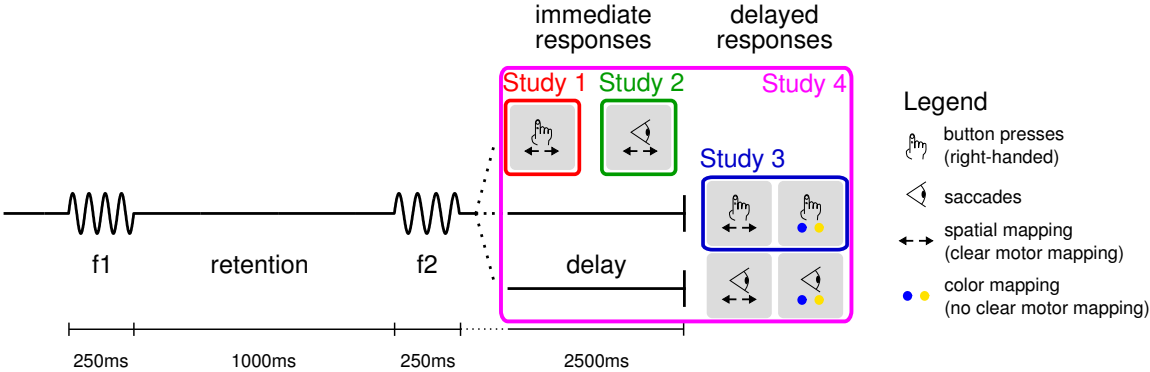 immediate
responses
delayed
responses
Study 1
Study 2
Study 4
Study 3
f1
retention
f2
delay
250ms
1000ms
250ms
2500ms
Legend
button presses
(right-handed)
saccades
spatial mapping
(clear motor mapping)
color mapping
(no clear motor mapping)